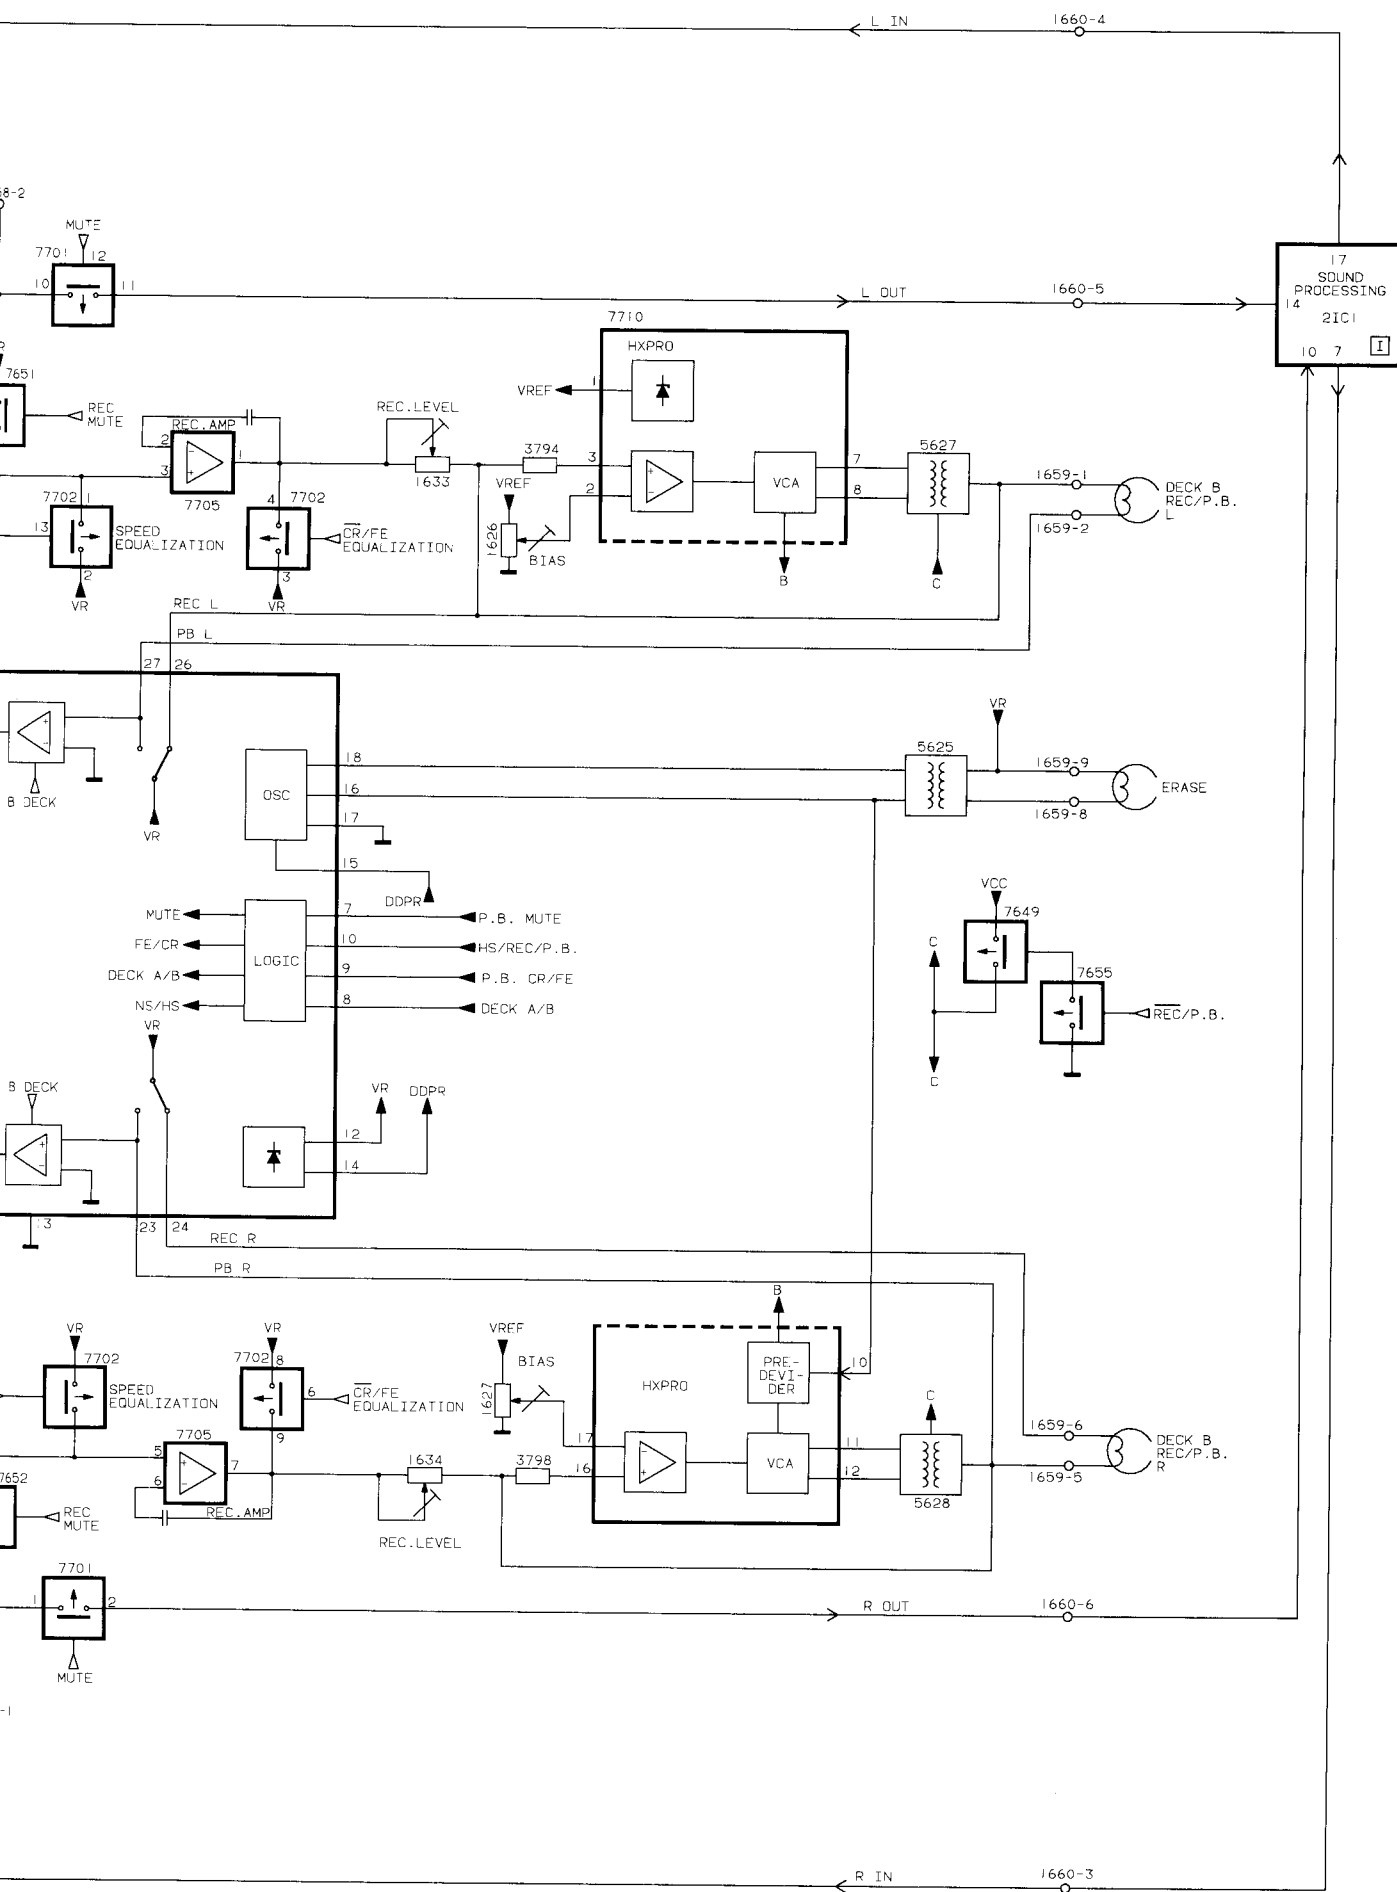 L IN
1660-4
68-2
MUTE
7701
12
10
11
L OUT
1660-5
17
SOUND
PROCESSING
14
21C1
I
10 7
7710
HXPRO
VREF
1
R
7651
REC
MUTE
REC.AMP
2
3
1
7705
REC.LEVEL
1633
3794
3
2
VREF
1626
BIAS
VCA
7
8
B
5627
C
1659-1
1659-2
DECK B
REC/P.B.
L
7702
1
13
2
SPEED
EQUALIZATION
VR
4
7702
3
CR/FE
EQUALIZATION
VR
REC L
PB L
27 26
B DECK
VR
OSC
18
16
17
15
DDPR
VR
5625
1659-9
1659-8
ERASE
MUTE
FE/CR
DECK A/B
NS/HS
LOGIC
7
10
9
8
P.B. MUTE
HS/REC/P.B.
P.B. CR/FE
DECK A/B
VCC
7649
C
C
7655
REC/P.B.
VR
B DECK
VR
DDPR
12
14
13
23
24
REC R
PB R
VR
7702
SPEED
EQUALIZATION
VR
7702
8
6
9
CR/FE
EQUALIZATION
VREF
BIAS
1627
B
HXPRO
PRE-
DEVI-
DER
10
17
16
VCA
11
12
C
5628
1659-6
1659-5
DECK B
REC/P.B.
R
7705
5
6
7
REC.AMP
1634
REC.LEVEL
3798
7652
REC
MUTE
7701
1
2
MUTE
R OUT
1660-6
-1
R IN
1660-3